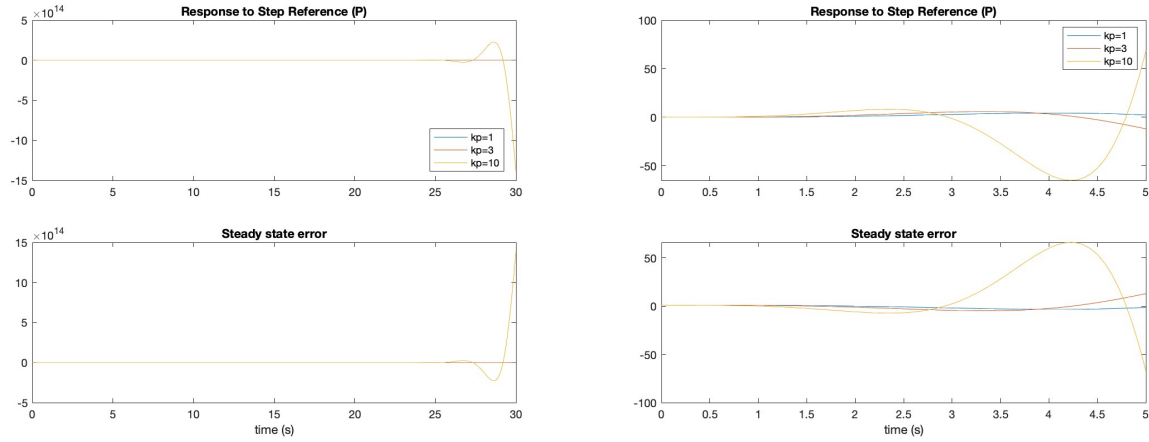 Response to Step Reference (P)
×10^14
5
0
-5
-10
-15
kp=1
kp=3
kp=10
0 5 10 15 20 25 30
Steady state error
×10^14
15
10
5
0
-5
0 5 10 15 20 25 30
time (s)
Response to Step Reference (P)
100
50
0
-50
kp=1
kp=3
kp=10
0 0.5 1 1.5 2 2.5 3 3.5 4 4.5 5
Steady state error
50
0
-50
-100
0 0.5 1 1.5 2 2.5 3 3.5 4 4.5 5
time (s)